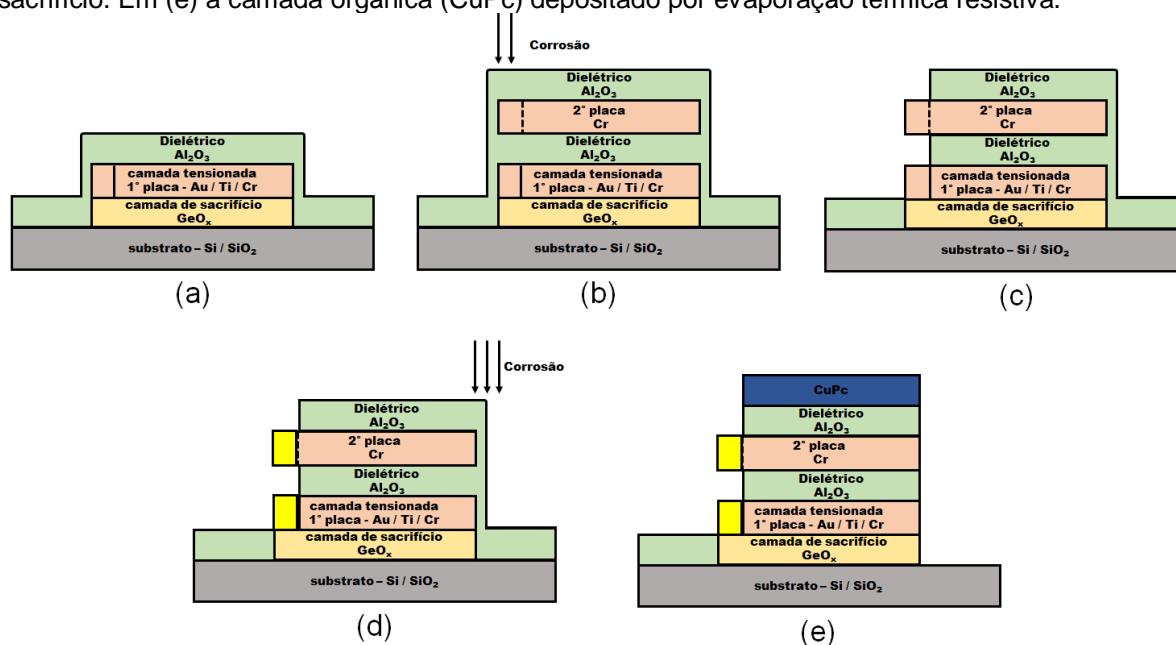 sacrifício. Em (e) a camada orgânica (CuPc) depositado por evaporação térmica resistiva.
Dielétrico
Al₂O₃
camada tensionada
1° placa - Au / Ti / Cr
camada de sacrifício
GeOₓ
substrato – Si / SiO₂
(a)
Corrosão
Dielétrico
Al₂O₃
2° placa
Cr
Dielétrico
Al₂O₃
camada tensionada
1° placa - Au / Ti / Cr
camada de sacrifício
GeOₓ
substrato – Si / SiO₂
(b)
Dielétrico
Al₂O₃
2° placa
Cr
Dielétrico
Al₂O₃
camada tensionada
1° placa - Au / Ti / Cr
camada de sacrifício
GeOₓ
substrato – Si / SiO₂
(c)
Corrosão
Dielétrico
Al₂O₃
2° placa
Cr
Dielétrico
Al₂O₃
camada tensionada
1° placa - Au / Ti / Cr
camada de sacrifício
GeOₓ
substrato – Si / SiO₂
(d)
CuPc
Dielétrico
Al₂O₃
2° placa
Cr
Dielétrico
Al₂O₃
camada tensionada
1° placa - Au / Ti / Cr
camada de sacrifício
GeOₓ
substrato – Si / SiO₂
(e)